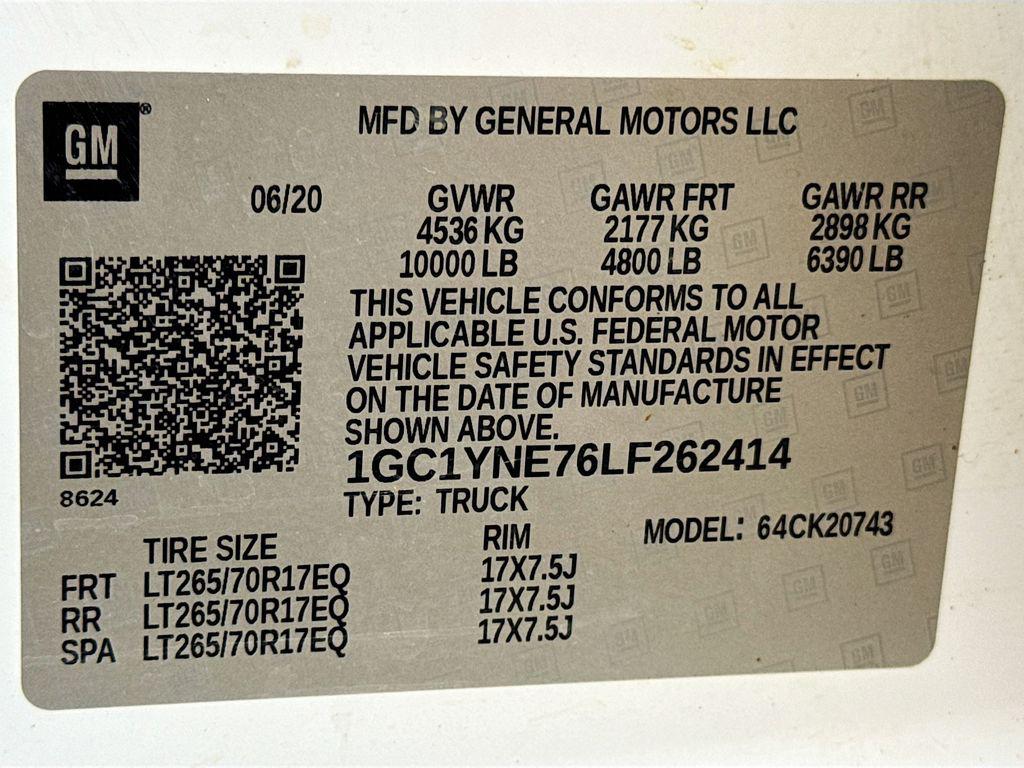 GM®
MFD BY GENERAL MOTORS LLC
06/20 GVWR GAWR FRT GAWR RR
4536 KG 2177 KG 2898 KG
10000 LB 4800 LB 6390 LB
THIS VEHICLE CONFORMS TO ALL
APPLICABLE U.S. FEDERAL MOTOR
VEHICLE SAFETY STANDARDS IN EFFECT
ON THE DATE OF MANUFACTURE
SHOWN ABOVE.
1GC1YNE76LF262414
8624
TYPE: TRUCK
MODEL: 64CK20743
TIRE SIZE RIM
FRT LT265/70R17EQ 17X7.5J
RR LT265/70R17EQ 17X7.5J
SPA LT265/70R17EQ 17X7.5J